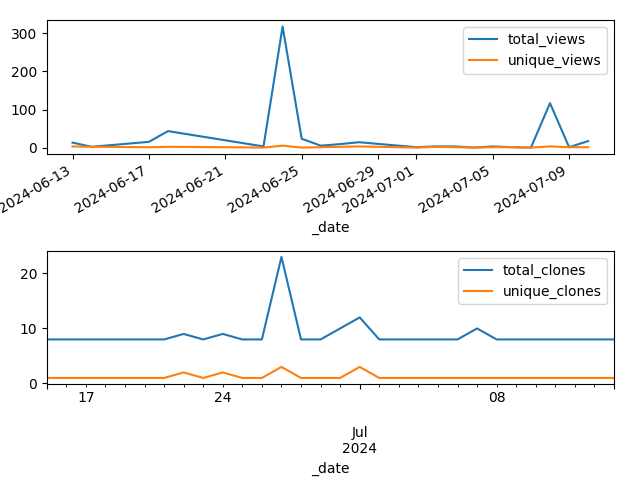 300
200
100
0
total_views
unique_views
2024-06-13
2024-06-17
2024-06-21
2024-06-25
2024-06-29
2024-07-01
2024-07-05
2024-07-09
_date
20
10
0
total_clones
unique_clones
17
24
08
Jul
2024
_date